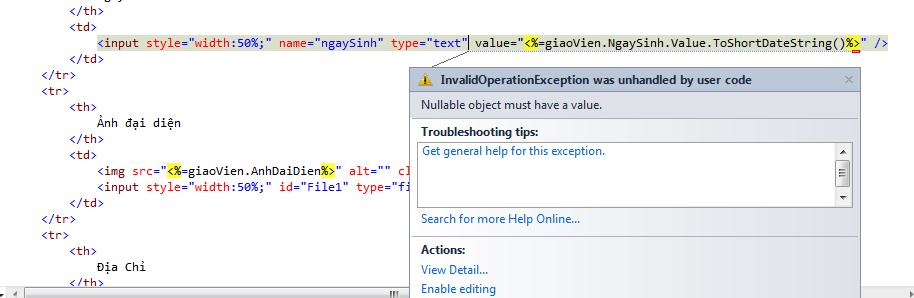 </th>
<td>
<input style="width:50%;" name="ngaySinh" type="text" value="<%=giaoVien.NgaySinh.Value.ToShortDateString()%>" />
</td>
</tr>
<tr>
<th>
Ảnh đại diện
</th>
<td>
<img src="<%=giaoVien.AnhDaiDien%>" alt="" cl
<input style="width:50%;" id="File1" type="fi
</td>
</tr>
<tr>
<th>
Địa Chỉ
</th>
InvalidOperationException was unhandled by user code
Nullable object must have a value.
Troubleshooting tips:
Get general help for this exception.
Search for more Help Online...
Actions:
View Detail...
Enable editing